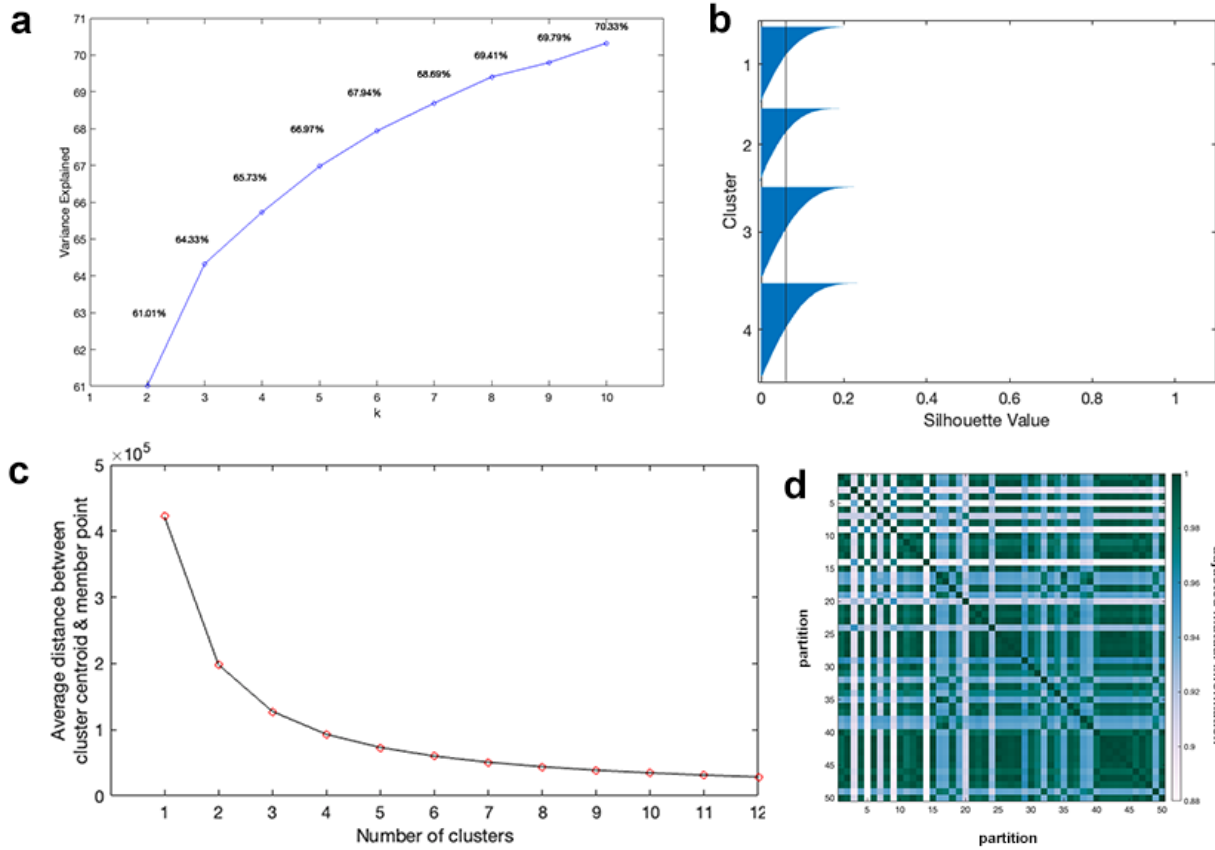 a
71
70
69
68
67
66
65
64
63
62
61
Variance Explained
61.01%
64.33%
65.73%
66.97%
67.94%
68.69%
69.41%
69.79%
70.33%
1 2 3 4 5 6 7 8 9 10
k
b
Cluster
1
2
3
4
0 0.2 0.4 0.6 0.8 1
Silhouette Value
c
×10⁵
5
4
3
2
1
0
Average distance between
cluster centroid & member point
1 2 3 4 5 6 7 8 9 10 11 12
Number of clusters
d
partition
5
10
15
20
25
30
35
40
45
50
5 10 15 20 25 30 35 40 45 50
partition
1
0.98
0.96
0.94
0.92
0.9
0.88